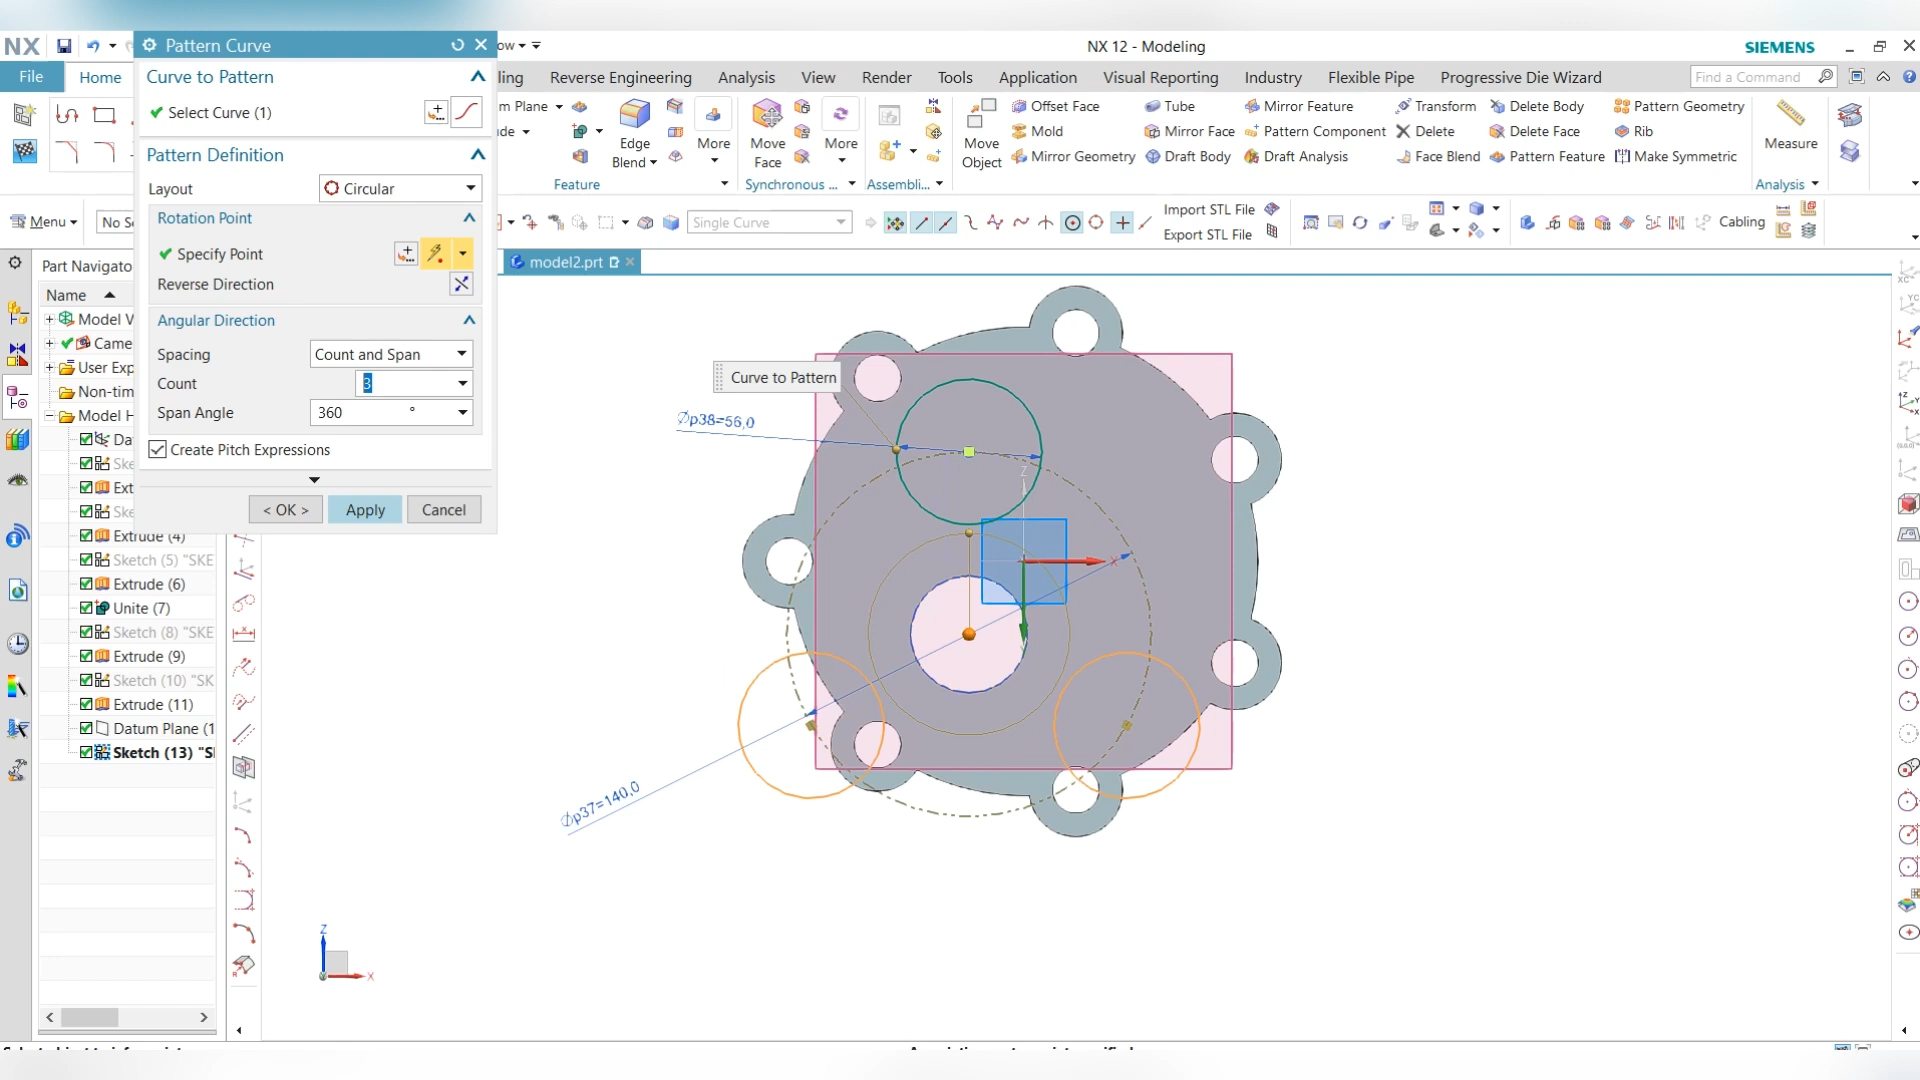 NX
Pattern Curve
NX 12 - Modeling
SIEMENS
File
Home
Reverse Engineering
Analysis
View
Render
Tools
Application
Visual Reporting
Industry
Flexible Pipe
Progressive Die Wizard
Find a Command
Curve to Pattern
Select Curve (1)
Pattern Definition
Layout
Circular
Rotation Point
Specify Point
Reverse Direction
Angular Direction
Spacing
Count and Span
Count
3
Span Angle
360
°
Create Pitch Expressions
< OK >
Apply
Cancel
Edge
Blend
More
Feature
Move
Face
More
Synchronous ...
Assembli...
Move
Object
Offset Face
Mold
Mirror Geometry
Tube
Mirror Face
Draft Body
Mirror Feature
Pattern Component
Draft Analysis
Transform
Delete
Face Blend
Delete Body
Delete Face
Pattern Feature
Pattern Geometry
Rib
Make Symmetric
Measure
Analysis
Menu
No S
Single Curve
Import STL File
Export STL File
Cabling
Part Navigato
model2.prt
Name
Model V
Came
User Exp
Non-tim
Model H
Da
Ske
Ext
Ske
Extrude (4)
Sketch (5) "SKE
Extrude (6)
Unite (7)
Sketch (8) "SKE
Extrude (9)
Sketch (10) "SK
Extrude (11)
Datum Plane (1
Sketch (13) "SI
Curve to Pattern
Øp38=56,0
Øp37=140,0
Z
X
Z
X